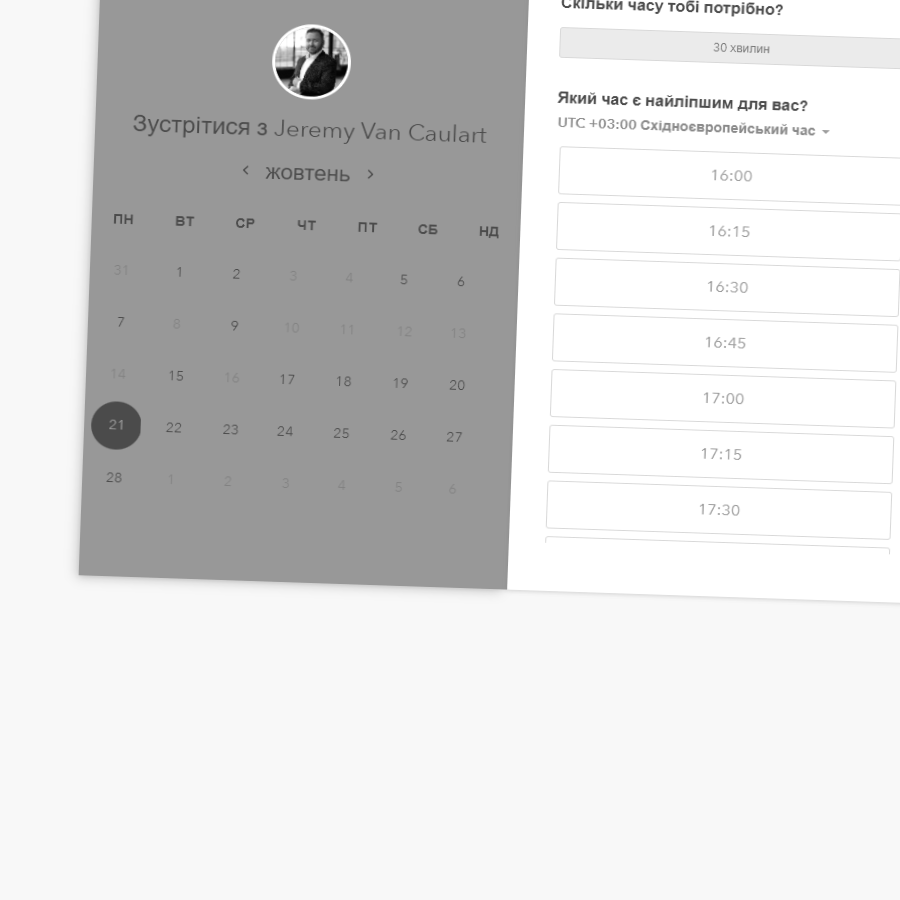 Зустрітися з Jeremy Van Caulart
жовтень
ПН ВТ СР ЧТ ПТ СБ НД
31 1 2 3 4 5 6
7 8 9 10 11 12 13
14 15 16 17 18 19 20
21 22 23 24 25 26 27
28 1 2 3 4 5 6
Скільки часу тобі потрібно?
30 хвилин
Який час є найліпшим для вас?
UTC +03:00 Східноєвропейський час
16:00
16:15
16:30
16:45
17:00
17:15
17:30